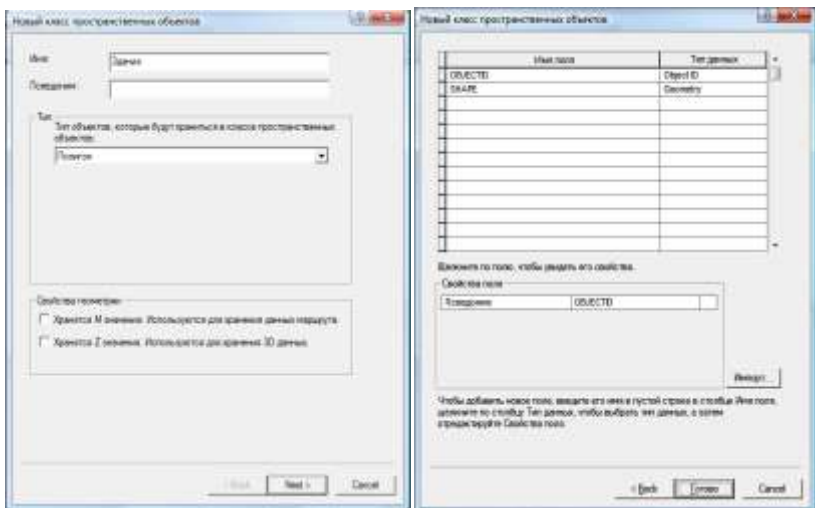 Новый класс пространственных объектов
Имя:
Здания
Псевдоним:
Тип
Тип объектов, которые будут храниться в классе пространственных
объектов:
Полигон
Свойства геометрии
Хранятся M значения. Используются для хранения данных маршрута.
Хранятся Z значения. Используются для хранения 3D данных.
< Back
Next >
Cancel
Новый класс пространственных объектов
Имя поля
Тип данных
OBJECTID
Object ID
SHAPE
Geometry
Щелкните по полю, чтобы увидеть его свойства.
Свойства поля
Псевдоним
OBJECTID
Импорт...
Чтобы добавить новое поле, введите его имя в пустой строке в столбце Имя поля,
щелкните по столбцу Тип данных, чтобы выбрать тип данных, а затем
отредактируйте Свойства поля.
< Back
Готово
Cancel